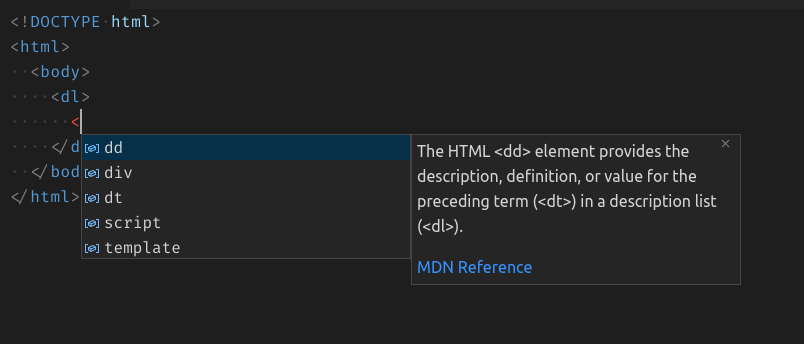 <!DOCTYPE html>
<html>
<body>
<dl>
<
</d
</bod
</html>
dd
div
dt
script
template
The HTML <dd> element provides the
description, definition, or value for the
preceding term (<dt>) in a description list
(<dl>).
MDN Reference